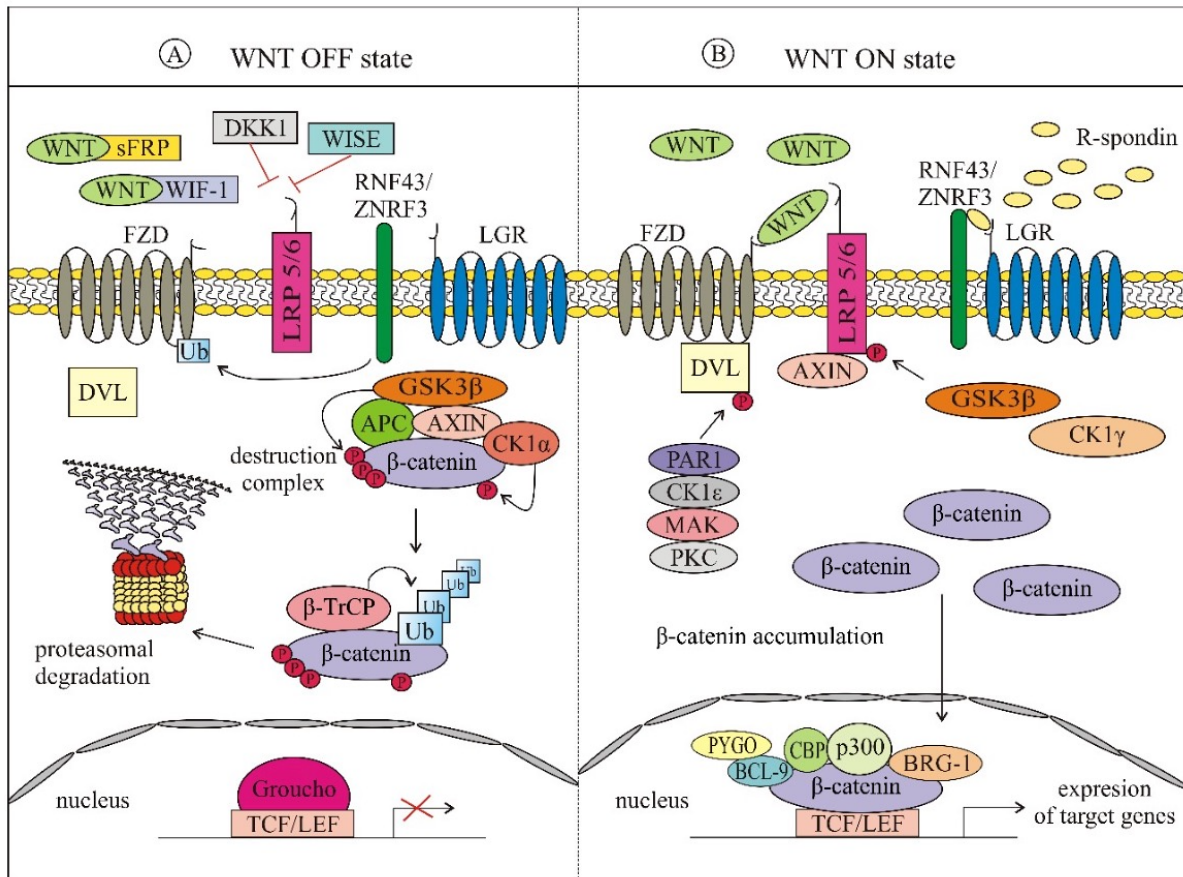 A WNT OFF state
WNT sFRP
WNT WIF-1
DKK1
WISE
RNF43/
ZNRF3
FZD
LRP 5/6
LGR
Ub
DVL
GSK3β
APC
AXIN
CK1α
β-catenin
P
P
P
P
destruction
complex
β-TrCP
Ub
Ub
Ub
Ub
β-catenin
P
P
P
P
proteasomal
degradation
nucleus
Groucho
TCF/LEF
B WNT ON state
WNT
WNT
R-spondin
RNF43/
ZNRF3
WNT
FZD
LRP 5/6
LGR
DVL
P
AXIN
P
GSK3β
CK1γ
PAR1
CK1ε
MAK
PKC
β-catenin
β-catenin
β-catenin
β-catenin accumulation
PYGO
BCL-9
CBP
p300
BRG-1
β-catenin
TCF/LEF
nucleus
expresion
of target genes